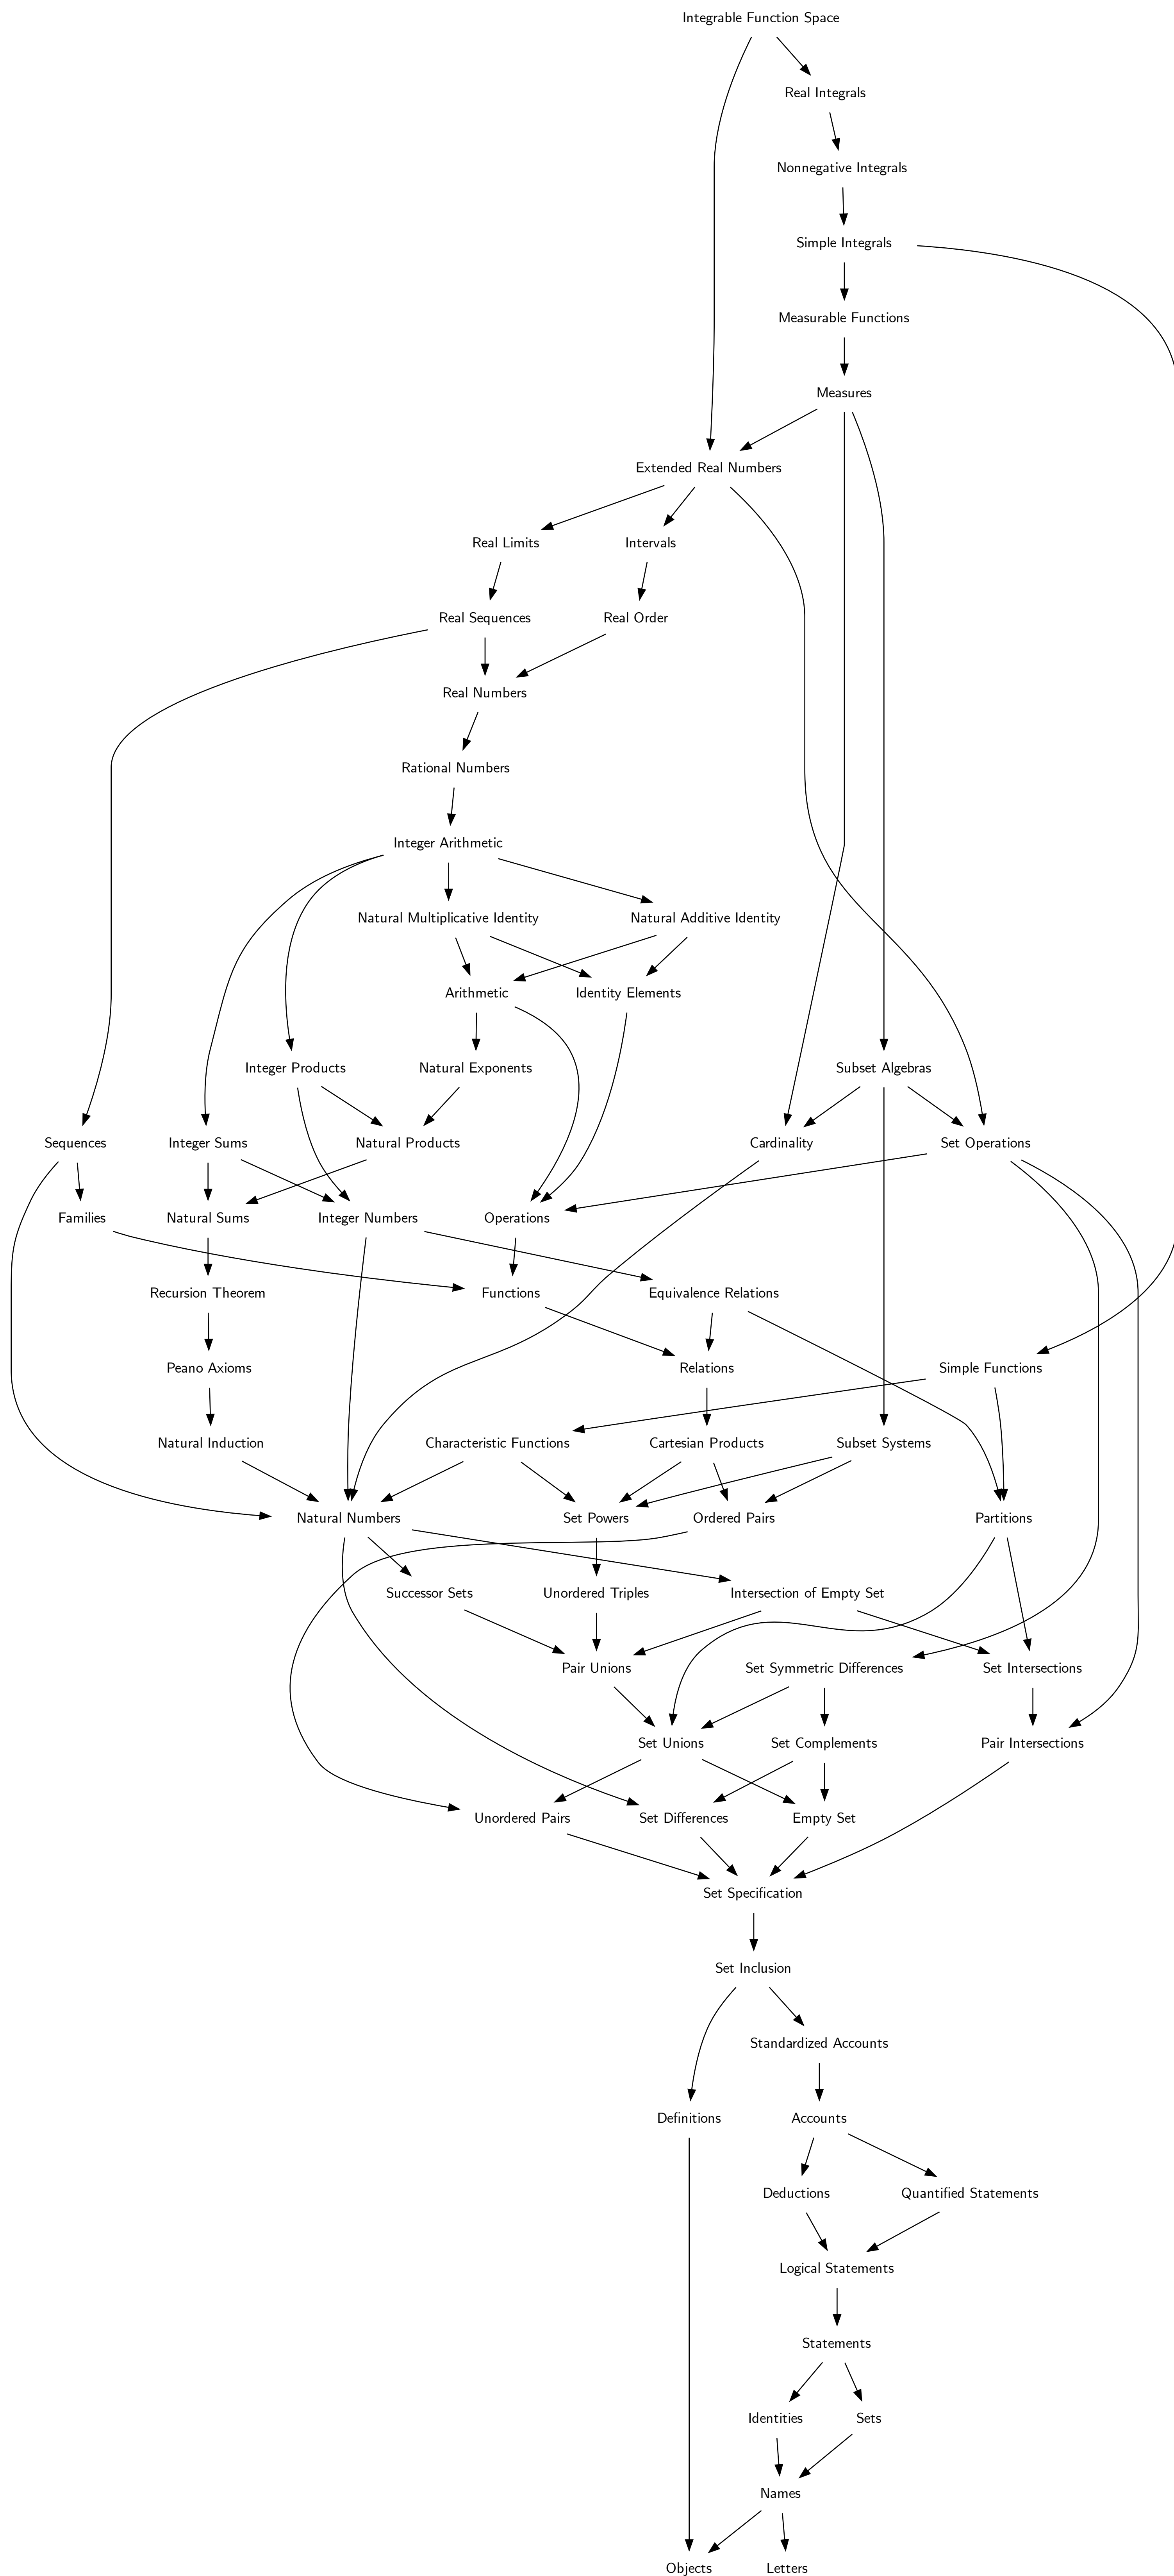 Integrable Function Space
Real Integrals
Nonnegative Integrals
Simple Integrals
Measurable Functions
Measures
Extended Real Numbers
Real Limits
Intervals
Real Sequences
Real Order
Real Numbers
Rational Numbers
Integer Arithmetic
Natural Multiplicative Identity
Natural Additive Identity
Arithmetic
Identity Elements
Integer Products
Natural Exponents
Subset Algebras
Sequences
Integer Sums
Natural Products
Cardinality
Set Operations
Families
Natural Sums
Integer Numbers
Operations
Recursion Theorem
Functions
Equivalence Relations
Peano Axioms
Relations
Simple Functions
Natural Induction
Characteristic Functions
Cartesian Products
Subset Systems
Natural Numbers
Set Powers
Ordered Pairs
Partitions
Successor Sets
Unordered Triples
Intersection of Empty Set
Pair Unions
Set Symmetric Differences
Set Intersections
Set Unions
Set Complements
Pair Intersections
Unordered Pairs
Set Differences
Empty Set
Set Specification
Set Inclusion
Standardized Accounts
Definitions
Accounts
Deductions
Quantified Statements
Logical Statements
Statements
Identities
Sets
Names
Objects
Letters